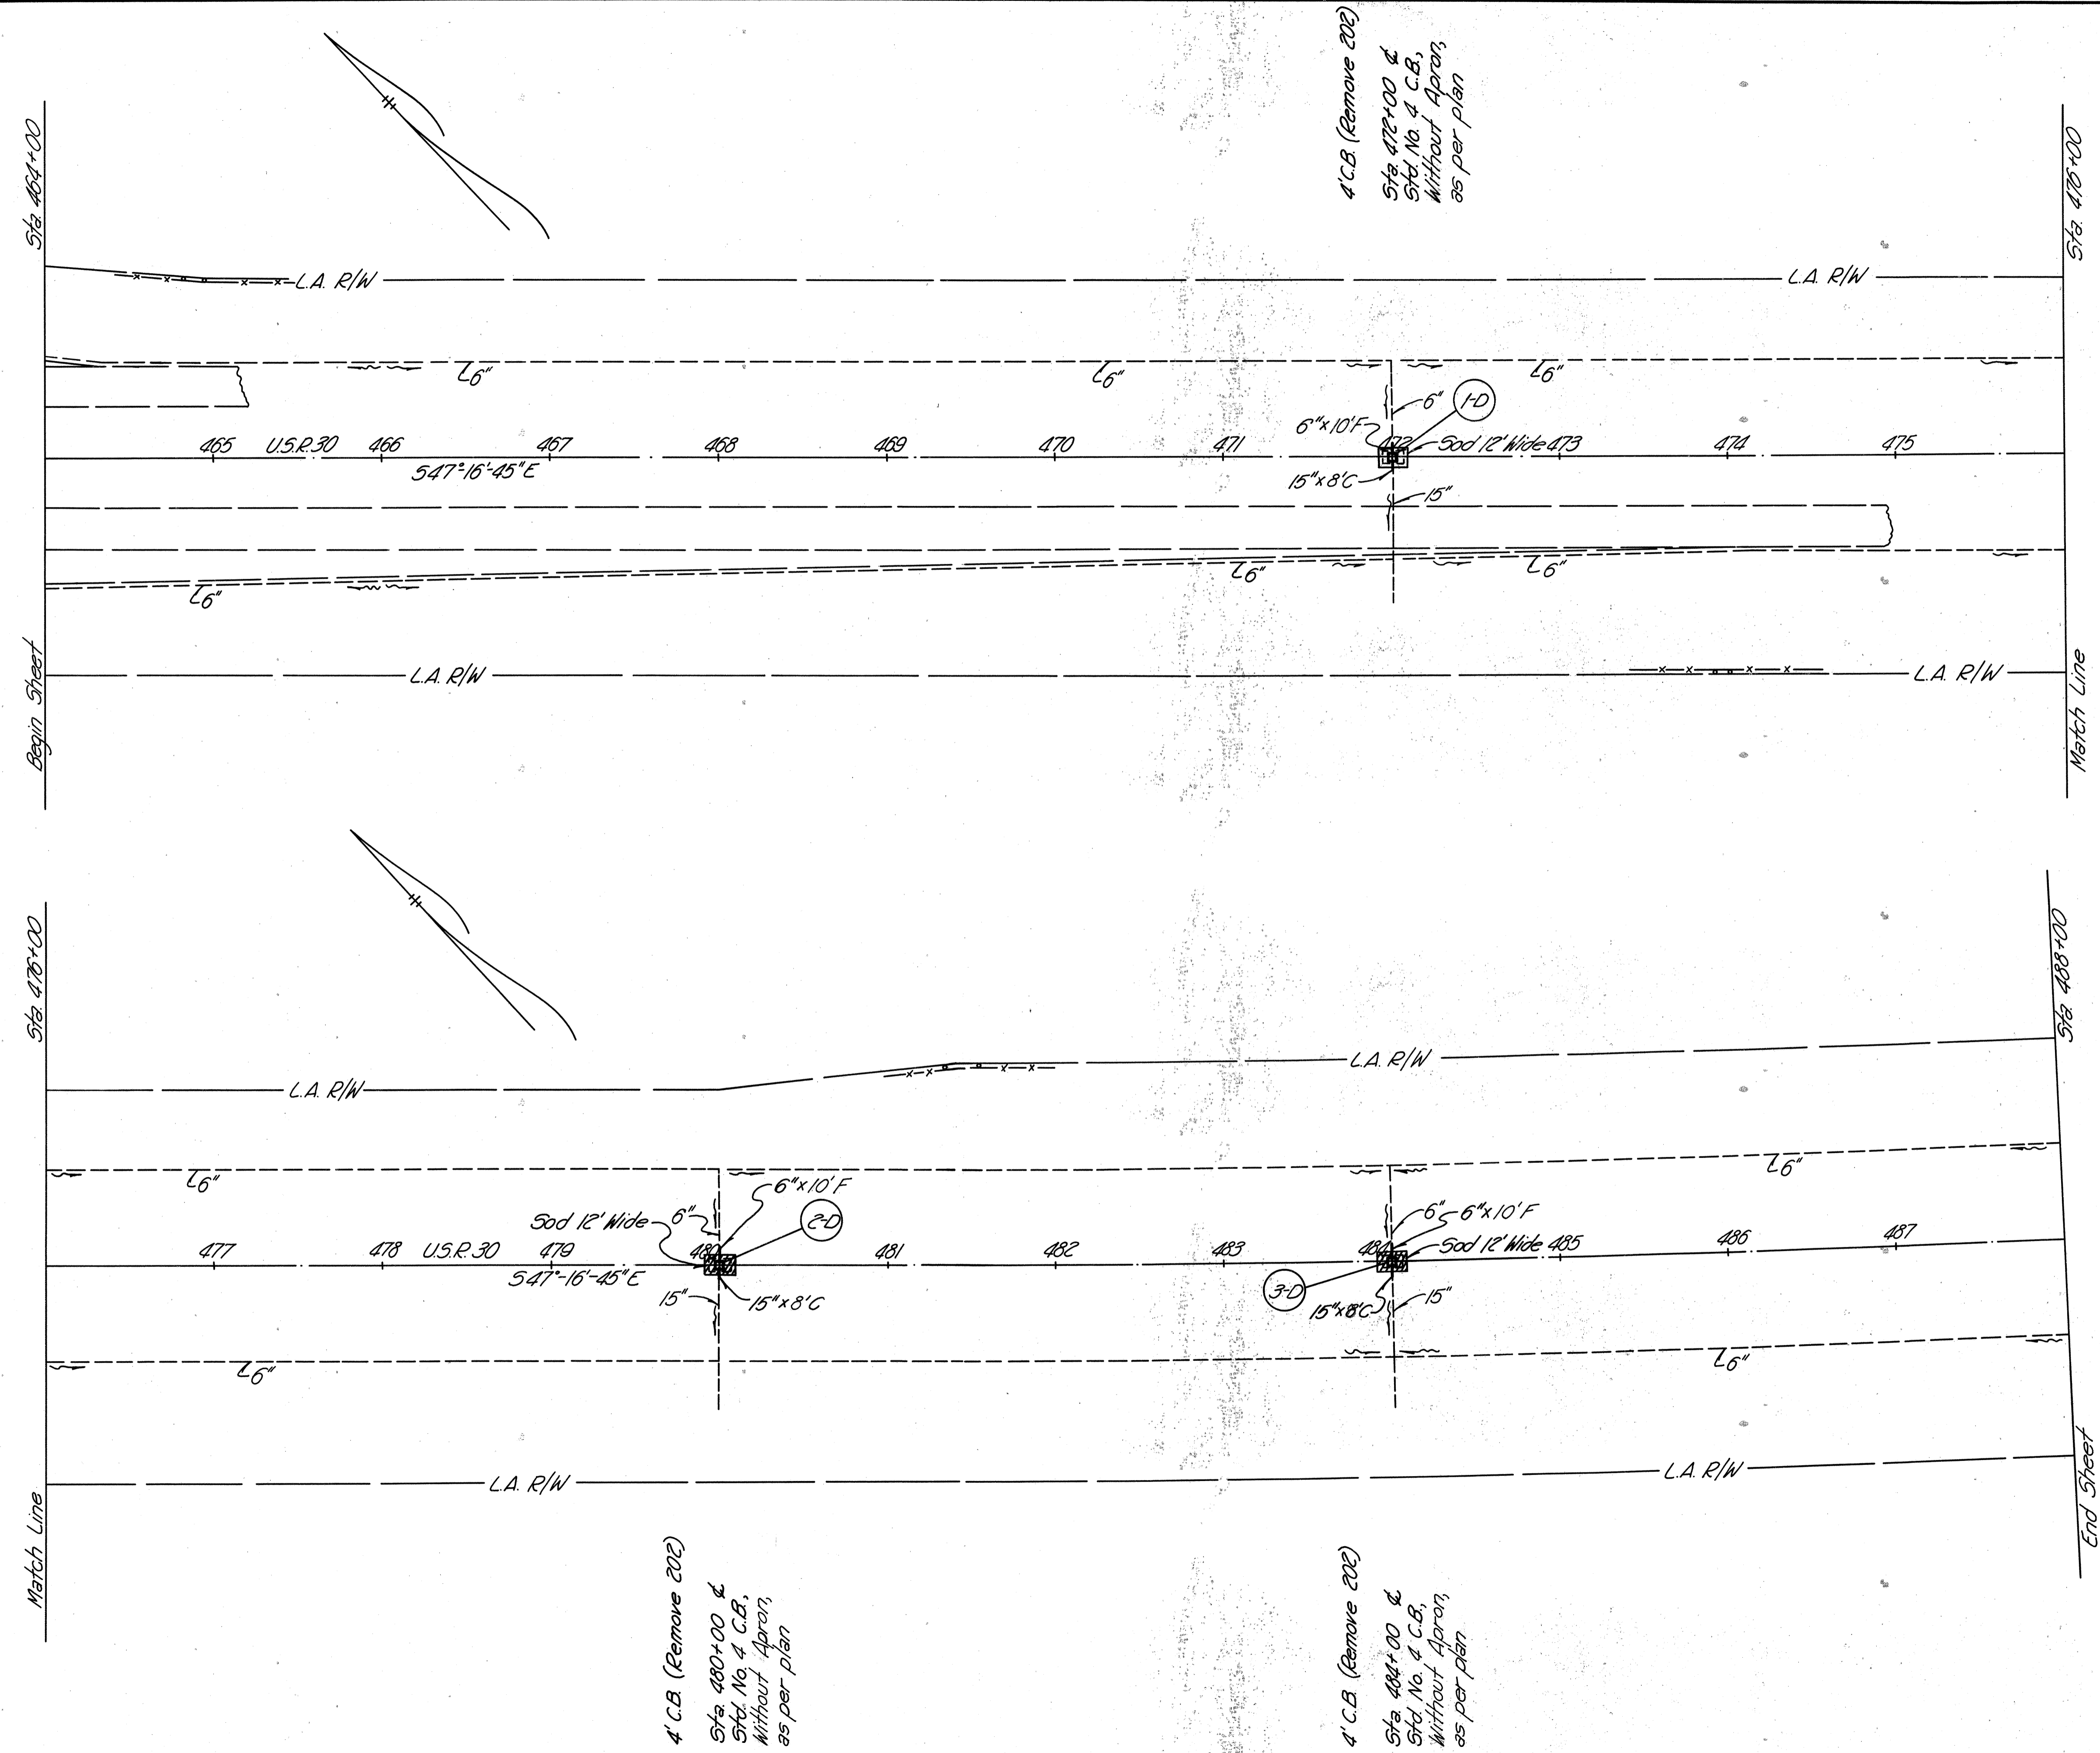 4' C.B. (Remove 202)
Sta. 472+00 ℄
Std. No. 4 C.B.,
Without Apron,
as per plan
Sta. 464+00
Begin Sheet
Sta. 476+00
Match Line
L.A. R/W
L.A. R/W
6"
6"
6"
6"
1-D
6"x10'F
465
U.S.R.30
466
467
468
469
470
471
472
Sod 12' Wide
473
474
475
S47°-16'-45"E
15"x8'C
15"
6"
6"
6"
L.A. R/W
L.A. R/W
Sta. 476+00
Match Line
Sta. 488+00
End Sheet
L.A. R/W
L.A. R/W
6"
6"
6"x10'F
Sod 12' Wide
6"
2-D
6"
6"x10'F
477
478
U.S.R. 30
479
480
481
482
483
484
Sod 12' Wide
485
486
487
S47°-16'-45"E
15"
15"x8'C
3-D
15"x8'C
15"
6"
6"
L.A. R/W
L.A. R/W
4' C.B. (Remove 202)
Sta. 480+00 ℄
Std. No. 4 C.B.,
Without Apron,
as per plan
4' C.B. (Remove 202)
Sta. 484+00 ℄
Std. No. 4 C.B.,
Without Apron,
as per plan